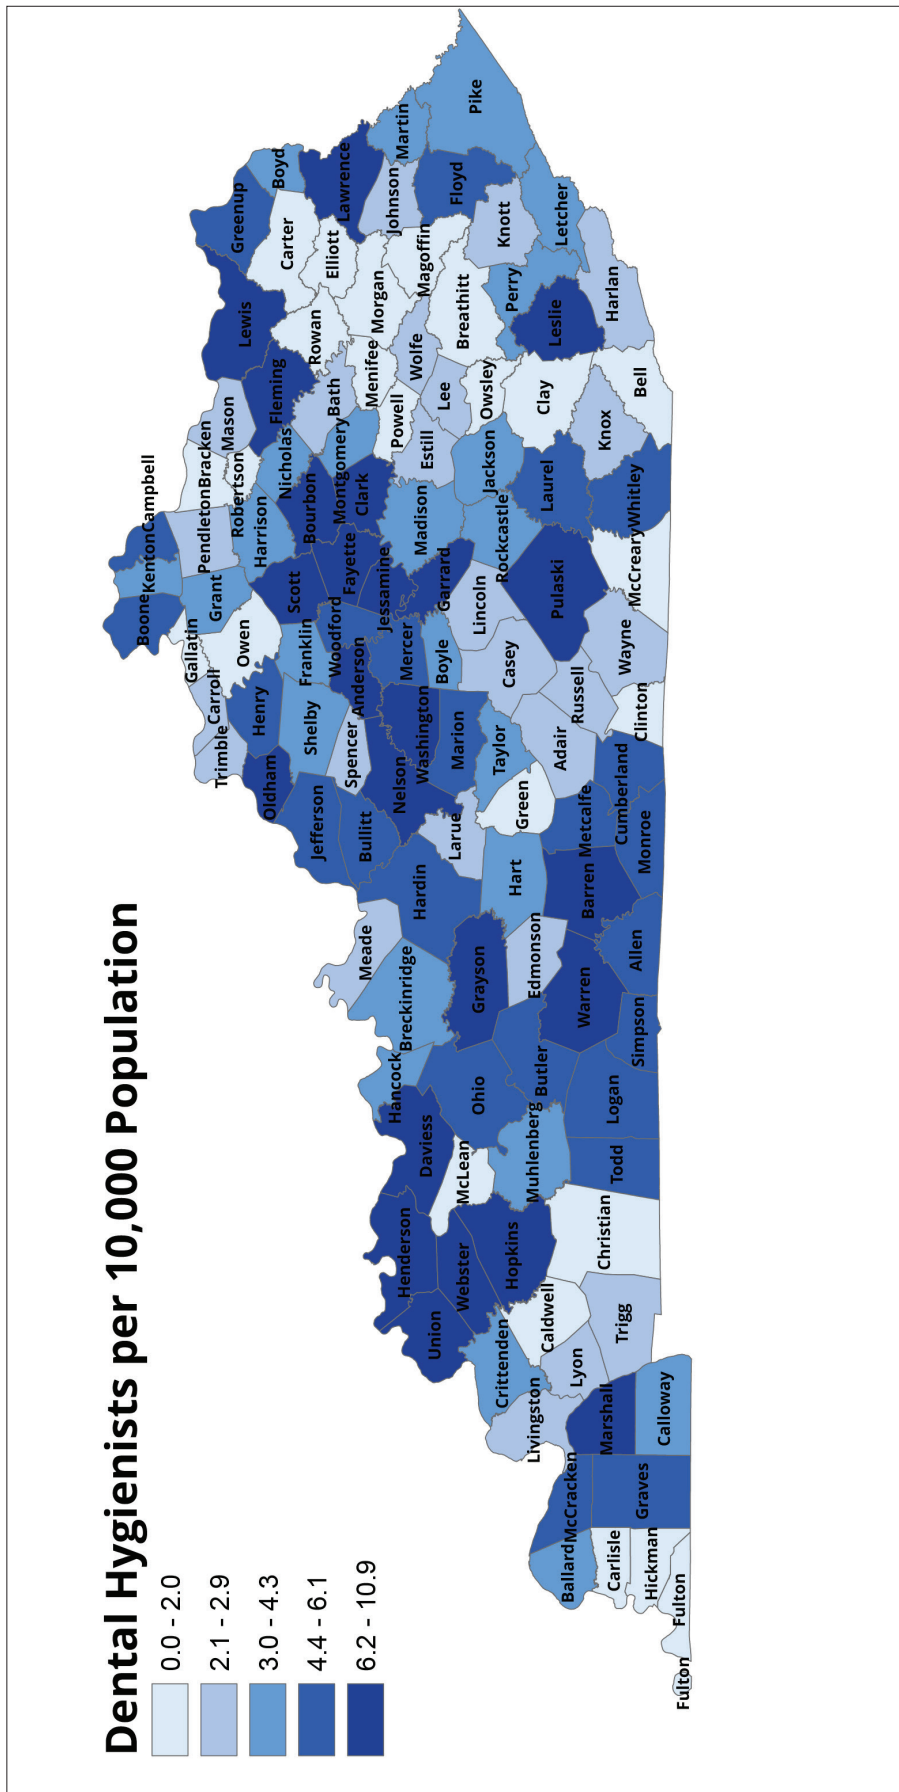 Dental Hygienists per 10,000 Population
0.0 - 2.0
2.1 - 2.9
3.0 - 4.3
4.4 - 6.1
6.2 - 10.9
Boone
Kenton
Campbell
Gallatin
Grant
Pendleton
Bracken
Mason
Robertson
Lewis
Greenup
Boyd
Carter
Lawrence
Elliott
Rowan
Fleming
Nicholas
Harrison
Owen
Carroll
Trimble
Henry
Oldham
Jefferson
Shelby
Franklin
Scott
Bourbon
Bath
Montgomery
Menifee
Morgan
Johnson
Martin
Magoffin
Floyd
Pike
Wolfe
Powell
Clark
Fayette
Woodford
Jessamine
Anderson
Spencer
Bullitt
Nelson
Washington
Mercer
Garrard
Madison
Estill
Lee
Breathitt
Knott
Perry
Letcher
Leslie
Harlan
Owsley
Jackson
Clay
Rockcastle
Lincoln
Boyle
Marion
Larue
Hardin
Meade
Breckinridge
Hancock
Daviess
Henderson
Union
Webster
McLean
Ohio
Grayson
Hart
Green
Taylor
Casey
Pulaski
Laurel
Knox
Bell
Whitley
McCreary
Wayne
Russell
Adair
Clinton
Cumberland
Metcalfe
Monroe
Barren
Allen
Edmonson
Warren
Simpson
Butler
Logan
Muhlenberg
Todd
Hopkins
Christian
Crittenden
Caldwell
Livingston
Lyon
Trigg
Marshall
Calloway
McCracken
Graves
Ballard
Carlisle
Hickman
Fulton
Fulton